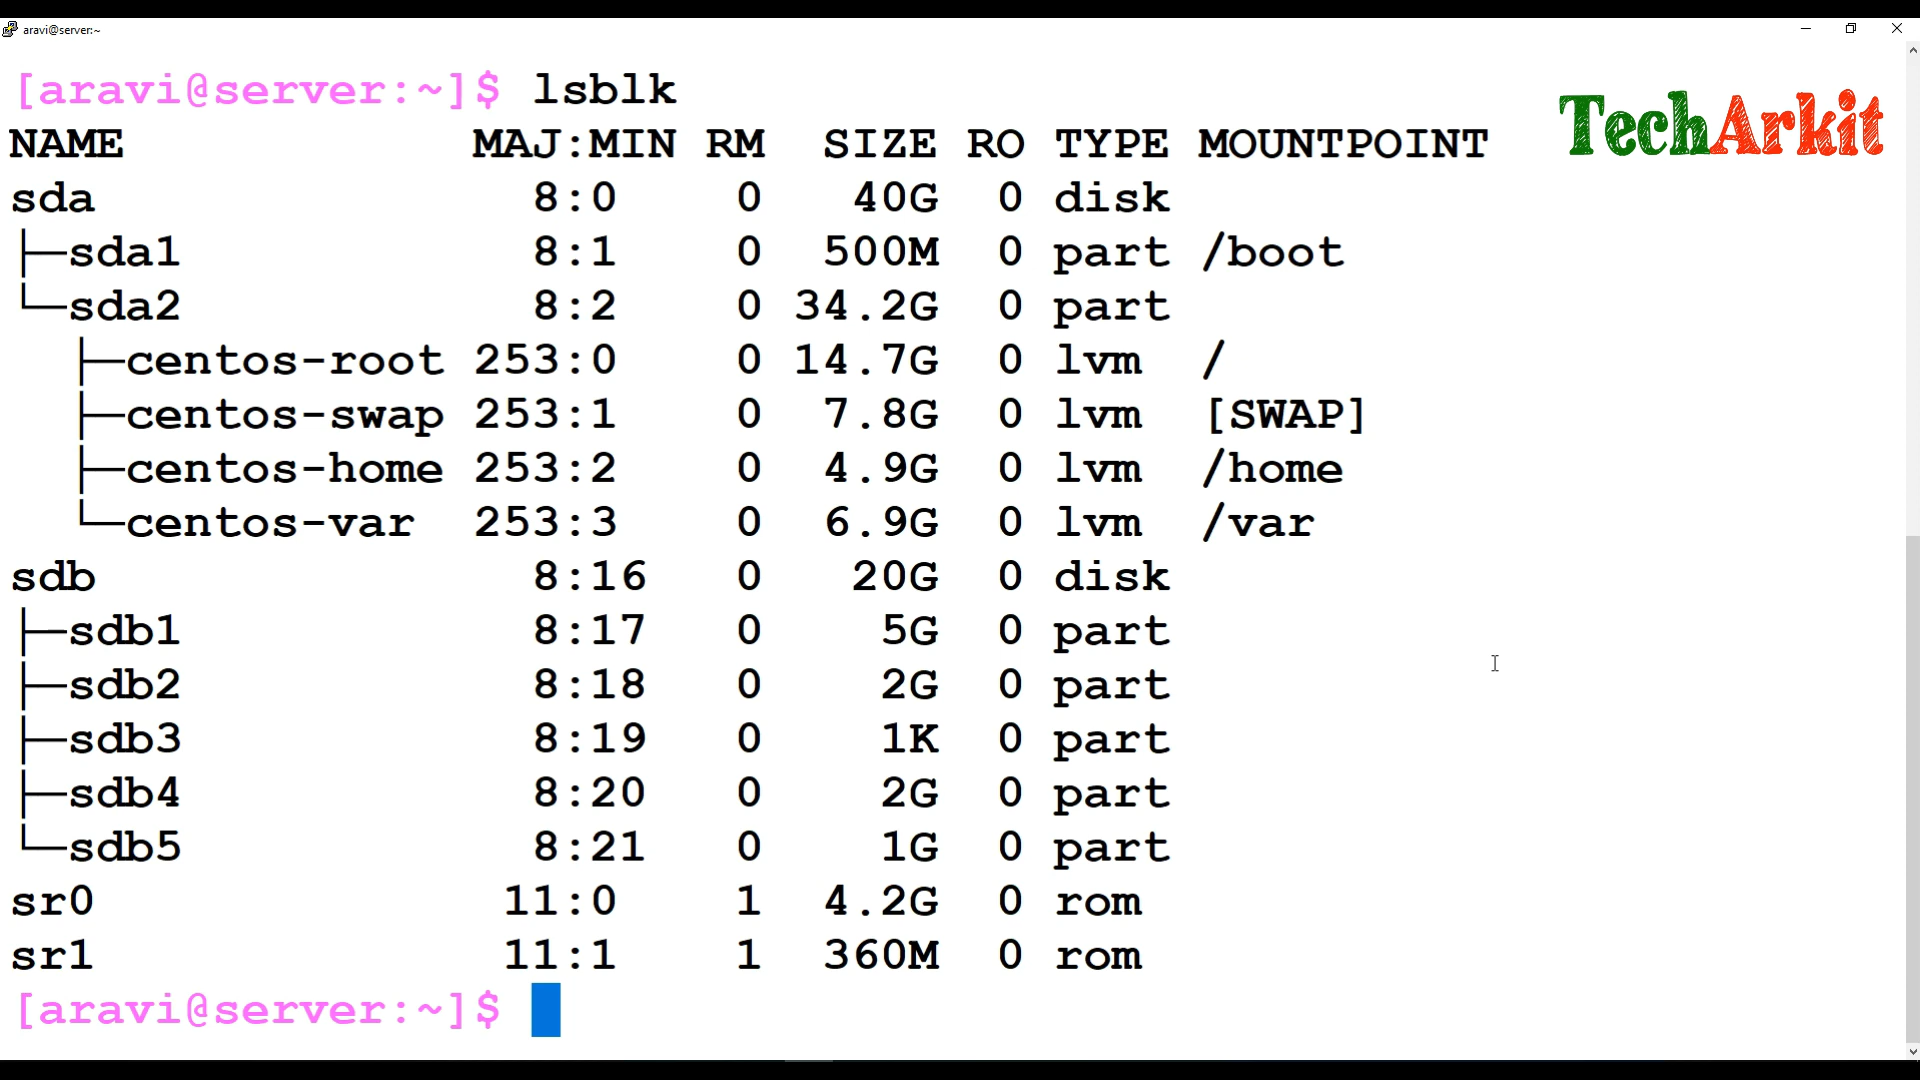 aravi@server:~
[aravi@server:~]$ lsblk
TechArkit
NAME                MAJ:MIN RM   SIZE RO TYPE MOUNTPOINT
sda                   8:0    0    40G  0 disk
├─sda1                8:1    0   500M  0 part /boot
└─sda2                8:2    0 34.2G  0 part
  ├─centos-root 253:0    0 14.7G  0 lvm  /
  ├─centos-swap 253:1    0  7.8G  0 lvm  [SWAP]
  ├─centos-home 253:2    0  4.9G  0 lvm  /home
  └─centos-var  253:3    0  6.9G  0 lvm  /var
sdb                   8:16   0    20G  0 disk
├─sdb1                8:17   0     5G  0 part
├─sdb2                8:18   0     2G  0 part
├─sdb3                8:19   0     1K  0 part
├─sdb4                8:20   0     2G  0 part
└─sdb5                8:21   0     1G  0 part
sr0                  11:0    1   4.2G  0 rom
sr1                  11:1    1   360M  0 rom
[aravi@server:~]$